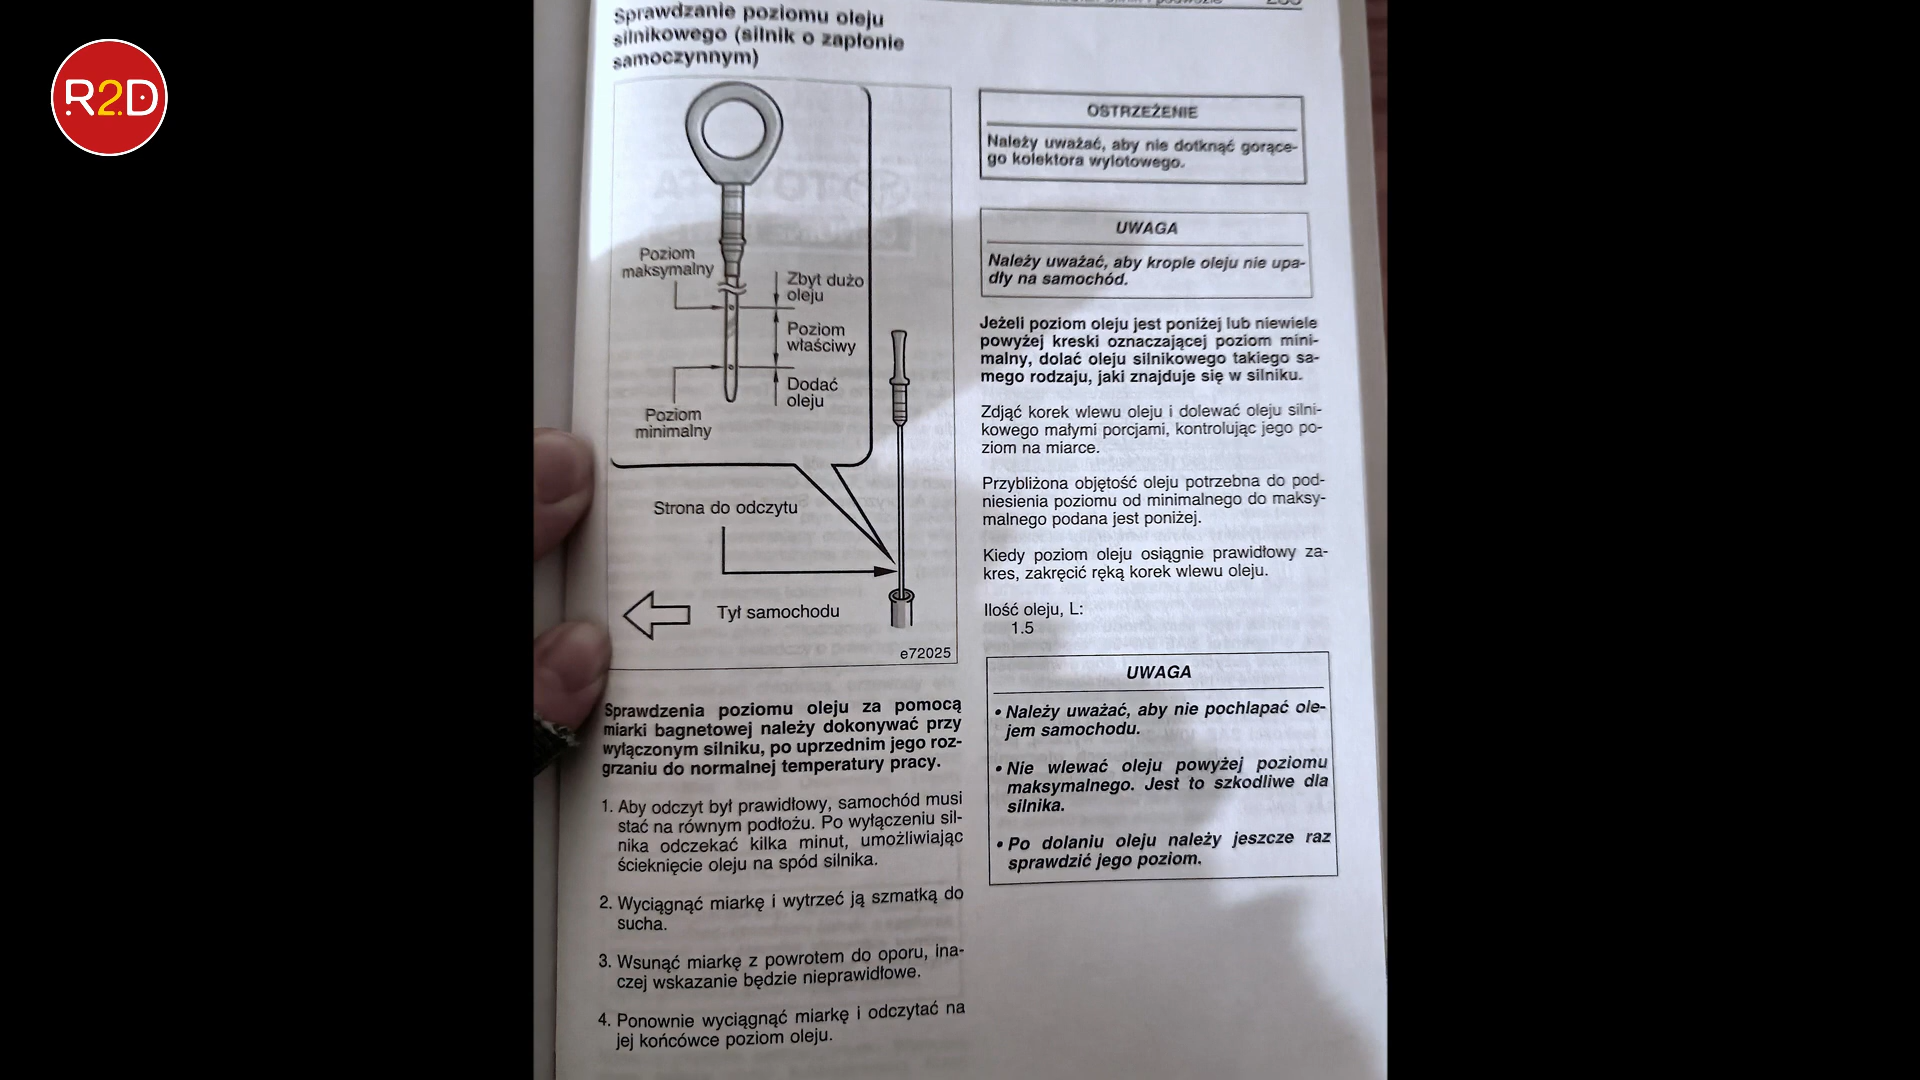 R2D
Sprawdzanie poziomu oleju
silnikowego (silnik o zapłonie
samoczynnym)
Poziom
maksymalny
Zbyt dużo
oleju
Poziom
właściwy
Dodać
oleju
Poziom
minimalny
Strona do odczytu
Tył samochodu
e72025
Sprawdzenia poziomu oleju za pomocą
miarki bagnetowej należy dokonywać przy
wyłączonym silniku, po uprzednim jego roz-
grzaniu do normalnej temperatury pracy.
1. Aby odczyt był prawidłowy, samochód musi
stać na równym podłożu. Po wyłączeniu sil-
nika odczekać kilka minut, umożliwiając
ścieknięcie oleju na spód silnika.
2. Wyciągnąć miarkę i wytrzeć ją szmatką do
sucha.
3. Wsunąć miarkę z powrotem do oporu, ina-
czej wskazanie będzie nieprawidłowe.
4. Ponownie wyciągnąć miarkę i odczytać na
jej końcówce poziom oleju.
OSTRZEŻENIE
Należy uważać, aby nie dotknąć gorące-
go kolektora wylotowego.
UWAGA
Należy uważać, aby krople oleju nie upa-
dły na samochód.
Jeżeli poziom oleju jest poniżej lub niewiele
powyżej kreski oznaczającej poziom mini-
malny, dolać oleju silnikowego takiego sa-
mego rodzaju, jaki znajduje się w silniku.
Zdjąć korek wlewu oleju i dolewać oleju silni-
kowego małymi porcjami, kontrolując jego po-
ziom na miarce.
Przybliżona objętość oleju potrzebna do pod-
niesienia poziomu od minimalnego do maksy-
malnego podana jest poniżej.
Kiedy poziom oleju osiągnie prawidłowy za-
kres, zakręcić ręką korek wlewu oleju.
Ilość oleju, L:
1.5
UWAGA
• Należy uważać, aby nie pochlapać ole-
jem samochodu.
• Nie wlewać oleju powyżej poziomu
maksymalnego. Jest to szkodliwe dla
silnika.
• Po dolaniu oleju należy jeszcze raz
sprawdzić jego poziom.